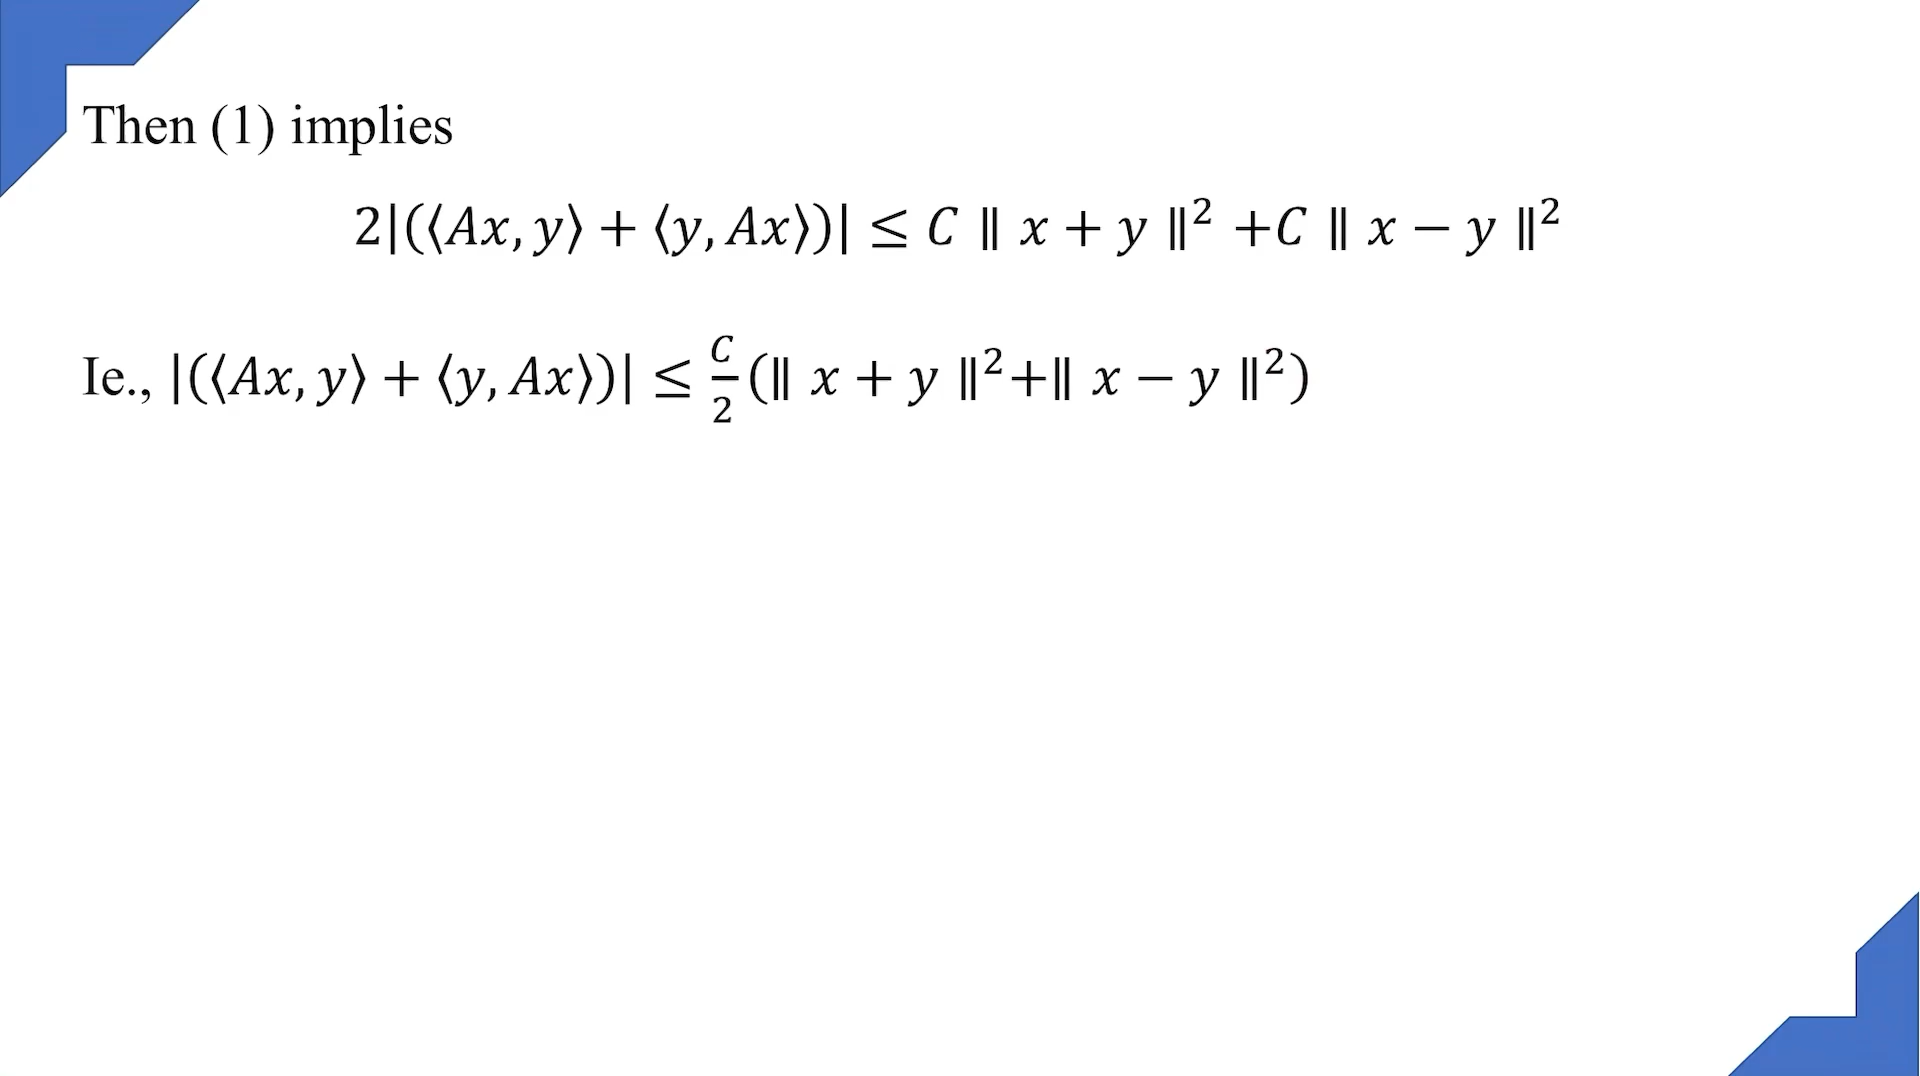 Then (1) implies
2|(⟨Ax, y⟩ + ⟨y, Ax⟩)| ≤ C ∥ x + y ∥² +C ∥ x − y ∥²
Ie., |(⟨Ax, y⟩ + ⟨y, Ax⟩)| ≤ C/2 (∥ x + y ∥²+∥ x − y ∥²)